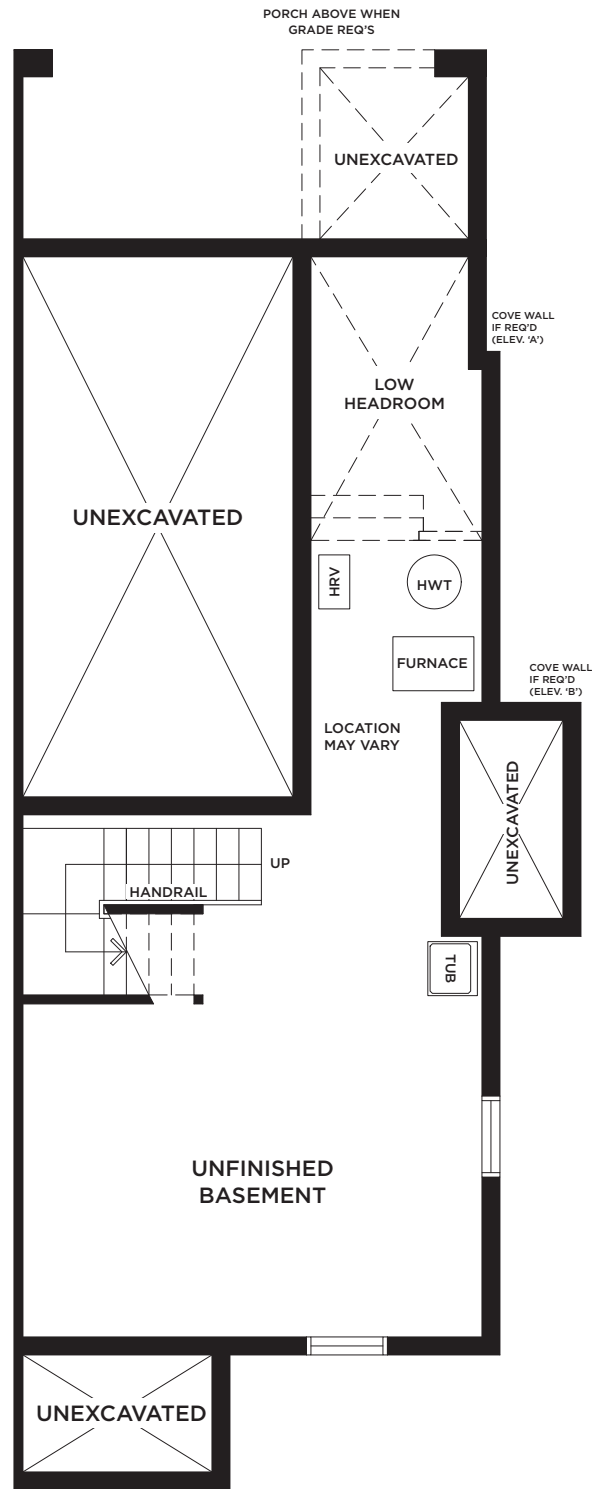 PORCH ABOVE WHEN
GRADE REQ'S
UNEXCAVATED
COVE WALL
IF REQ'D
(ELEV. 'A')
LOW
HEADROOM
UNEXCAVATED
HRV
HWT
FURNACE
COVE WALL
IF REQ'D
(ELEV. 'B')
LOCATION
MAY VARY
UNEXCAVATED
UP
HANDRAIL
TUB
UNFINISHED
BASEMENT
UNEXCAVATED